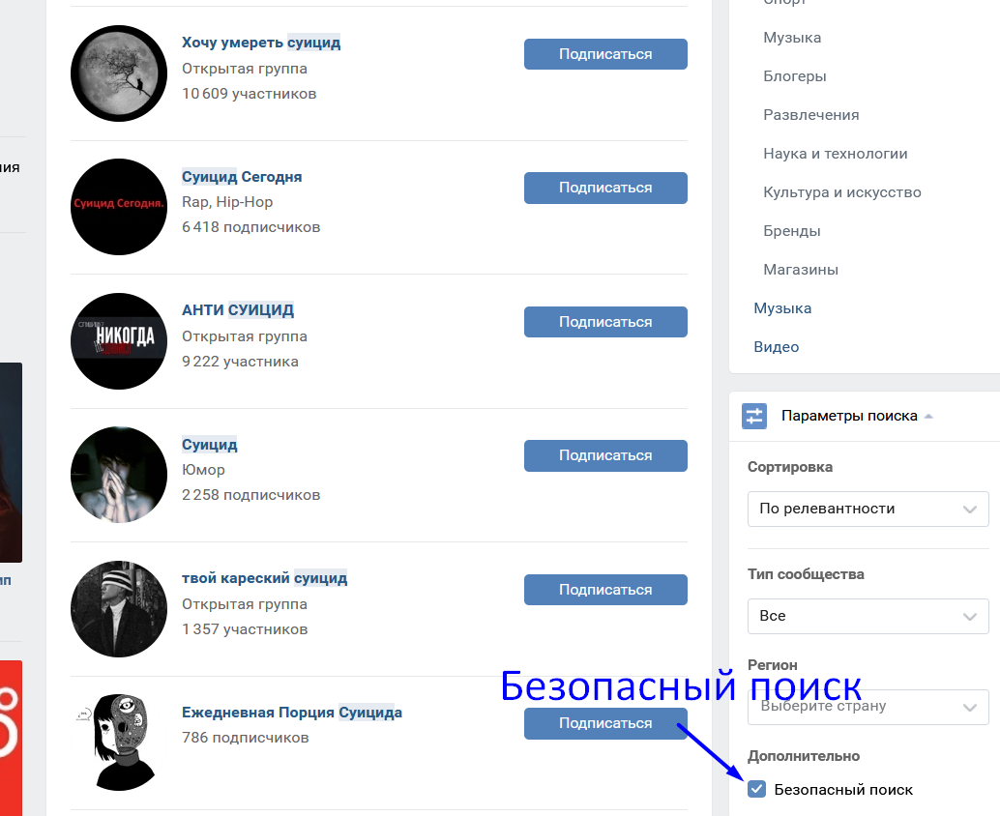 Хочу умереть суицид
Открытая группа
10 609 участников
Подписаться
Суицид Сегодня.
Суицид Сегодня
Rap, Hip-Hop
6 418 подписчиков
Подписаться
НИКОГДА
АНТИ СУИЦИД
Открытая группа
9 222 участника
Подписаться
Суицид
Юмор
2 258 подписчиков
Подписаться
твой кареский суицид
Открытая группа
1 357 участников
Подписаться
Ежедневная Порция Суицида
786 подписчиков
Подписаться
Безопасный поиск
ния
ип
Спорт
Музыка
Блогеры
Развлечения
Наука и технологии
Культура и искусство
Бренды
Магазины
Музыка
Видео
Параметры поиска
Сортировка
По релевантности
Тип сообщества
Все
Регион
Выберите страну
Дополнительно
Безопасный поиск